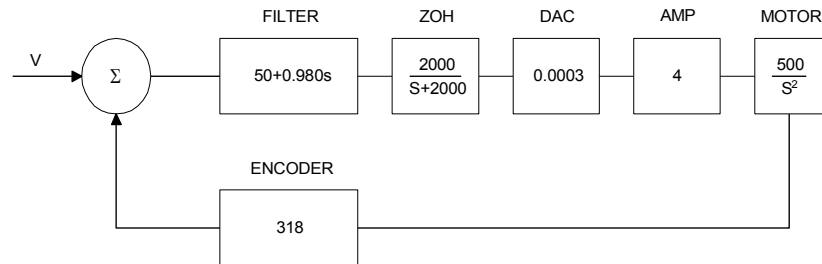 FILTER
ZOH
DAC
AMP
MOTOR
V
Σ
50+0.980s
2000
S+2000
0.0003
4
500
S²
ENCODER
318